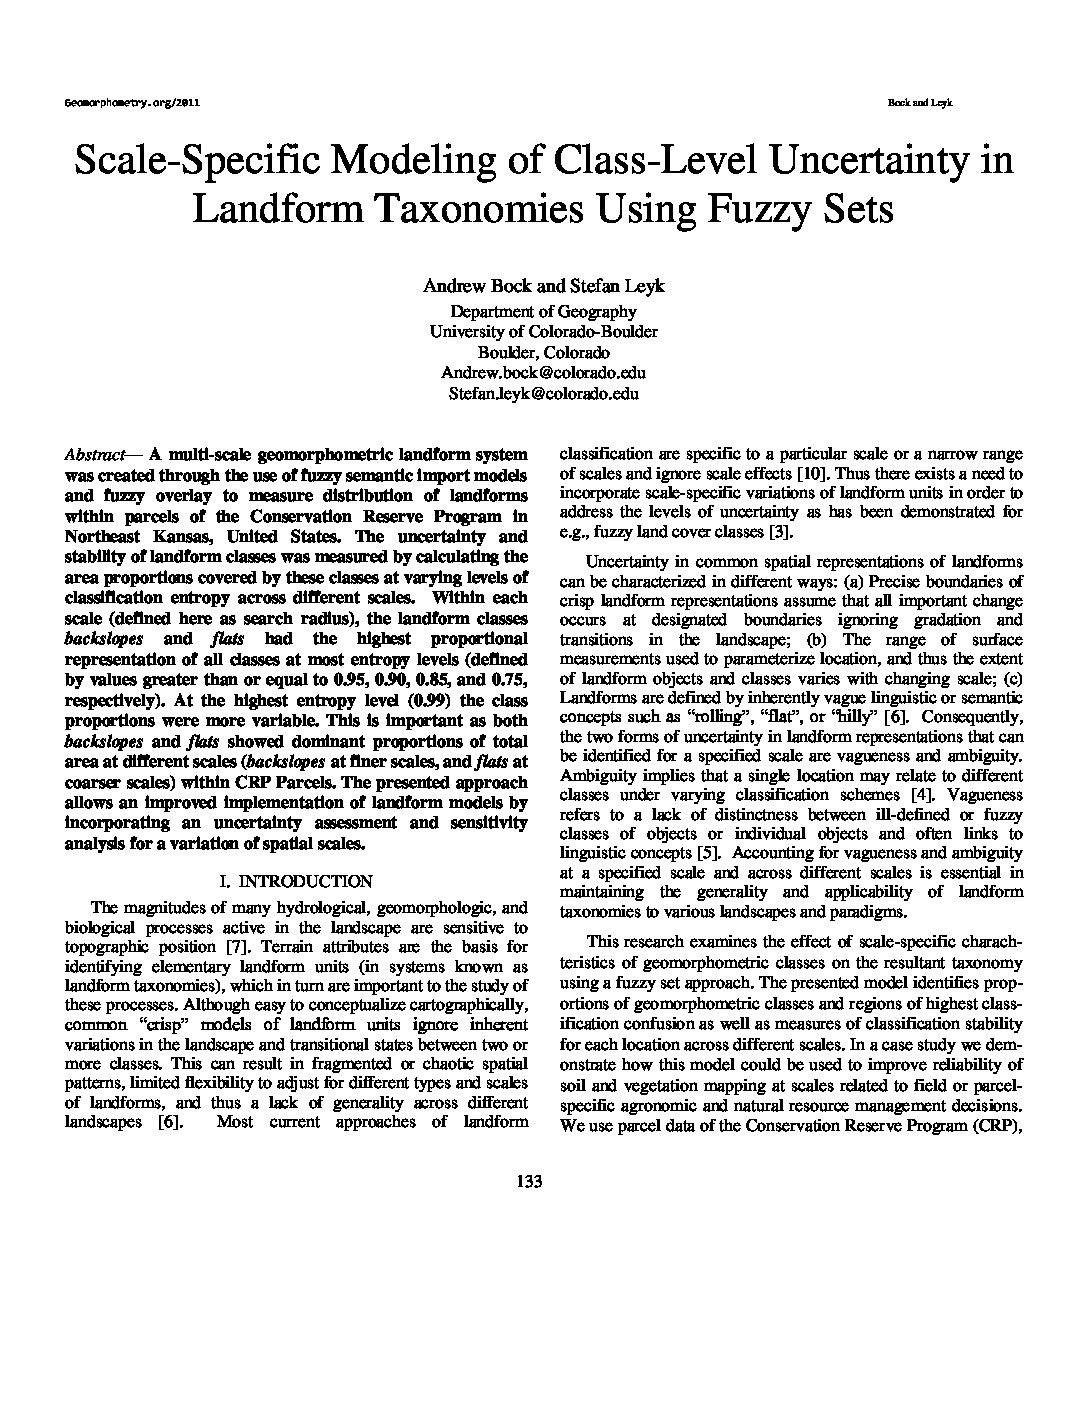 Geomorphometry.org/2011
Bock and Leyk
Scale-Specific Modeling of Class-Level Uncertainty in
Landform Taxonomies Using Fuzzy Sets
Andrew Bock and Stefan Leyk
Department of Geography
University of Colorado-Boulder
Boulder, Colorado
Andrew.bock@colorado.edu
Stefan.leyk@colorado.edu
Abstract— A multi-scale geomorphometric landform system
was created through the use of fuzzy semantic import models
and fuzzy overlay to measure distribution of landforms
within parcels of the Conservation Reserve Program in
Northeast Kansas, United States. The uncertainty and
stability of landform classes was measured by calculating the
area proportions covered by these classes at varying levels of
classification entropy across different scales. Within each
scale (defined here as search radius), the landform classes
backslopes and flats had the highest proportional
representation of all classes at most entropy levels (defined
by values greater than or equal to 0.95, 0.90, 0.85, and 0.75,
respectively). At the highest entropy level (0.99) the class
proportions were more variable. This is important as both
backslopes and flats showed dominant proportions of total
area at different scales (backslopes at finer scales, and flats at
coarser scales) within CRP Parcels. The presented approach
allows an improved implementation of landform models by
incorporating an uncertainty assessment and sensitivity
analysis for a variation of spatial scales.
I. INTRODUCTION
The magnitudes of many hydrological, geomorphologic, and
biological processes active in the landscape are sensitive to
topographic position [7]. Terrain attributes are the basis for
identifying elementary landform units (in systems known as
landform taxonomies), which in turn are important to the study of
these processes. Although easy to conceptualize cartographically,
common “crisp” models of landform units ignore inherent
variations in the landscape and transitional states between two or
more classes. This can result in fragmented or chaotic spatial
patterns, limited flexibility to adjust for different types and scales
of landforms, and thus a lack of generality across different
landscapes [6]. Most current approaches of landform
classification are specific to a particular scale or a narrow range
of scales and ignore scale effects [10]. Thus there exists a need to
incorporate scale-specific variations of landform units in order to
address the levels of uncertainty as has been demonstrated for
e.g., fuzzy land cover classes [3].
Uncertainty in common spatial representations of landforms
can be characterized in different ways: (a) Precise boundaries of
crisp landform representations assume that all important change
occurs at designated boundaries ignoring gradation and
transitions in the landscape; (b) The range of surface
measurements used to parameterize location, and thus the extent
of landform objects and classes varies with changing scale; (c)
Landforms are defined by inherently vague linguistic or semantic
concepts such as “rolling”, “flat”, or “hilly” [6]. Consequently,
the two forms of uncertainty in landform representations that can
be identified for a specified scale are vagueness and ambiguity.
Ambiguity implies that a single location may relate to different
classes under varying classification schemes [4]. Vagueness
refers to a lack of distinctness between ill-defined or fuzzy
classes of objects or individual objects and often links to
linguistic concepts [5]. Accounting for vagueness and ambiguity
at a specified scale and across different scales is essential in
maintaining the generality and applicability of landform
taxonomies to various landscapes and paradigms.
This research examines the effect of scale-specific charach-
teristics of geomorphometric classes on the resultant taxonomy
using a fuzzy set approach. The presented model identifies prop-
ortions of geomorphometric classes and regions of highest class-
ification confusion as well as measures of classification stability
for each location across different scales. In a case study we dem-
onstrate how this model could be used to improve reliability of
soil and vegetation mapping at scales related to field or parcel-
specific agronomic and natural resource management decisions.
We use parcel data of the Conservation Reserve Program (CRP),
133